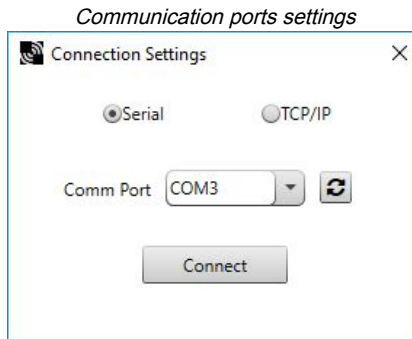 Communication ports settings
Connection Settings
Serial TCP/IP
Comm Port COM3
Connect